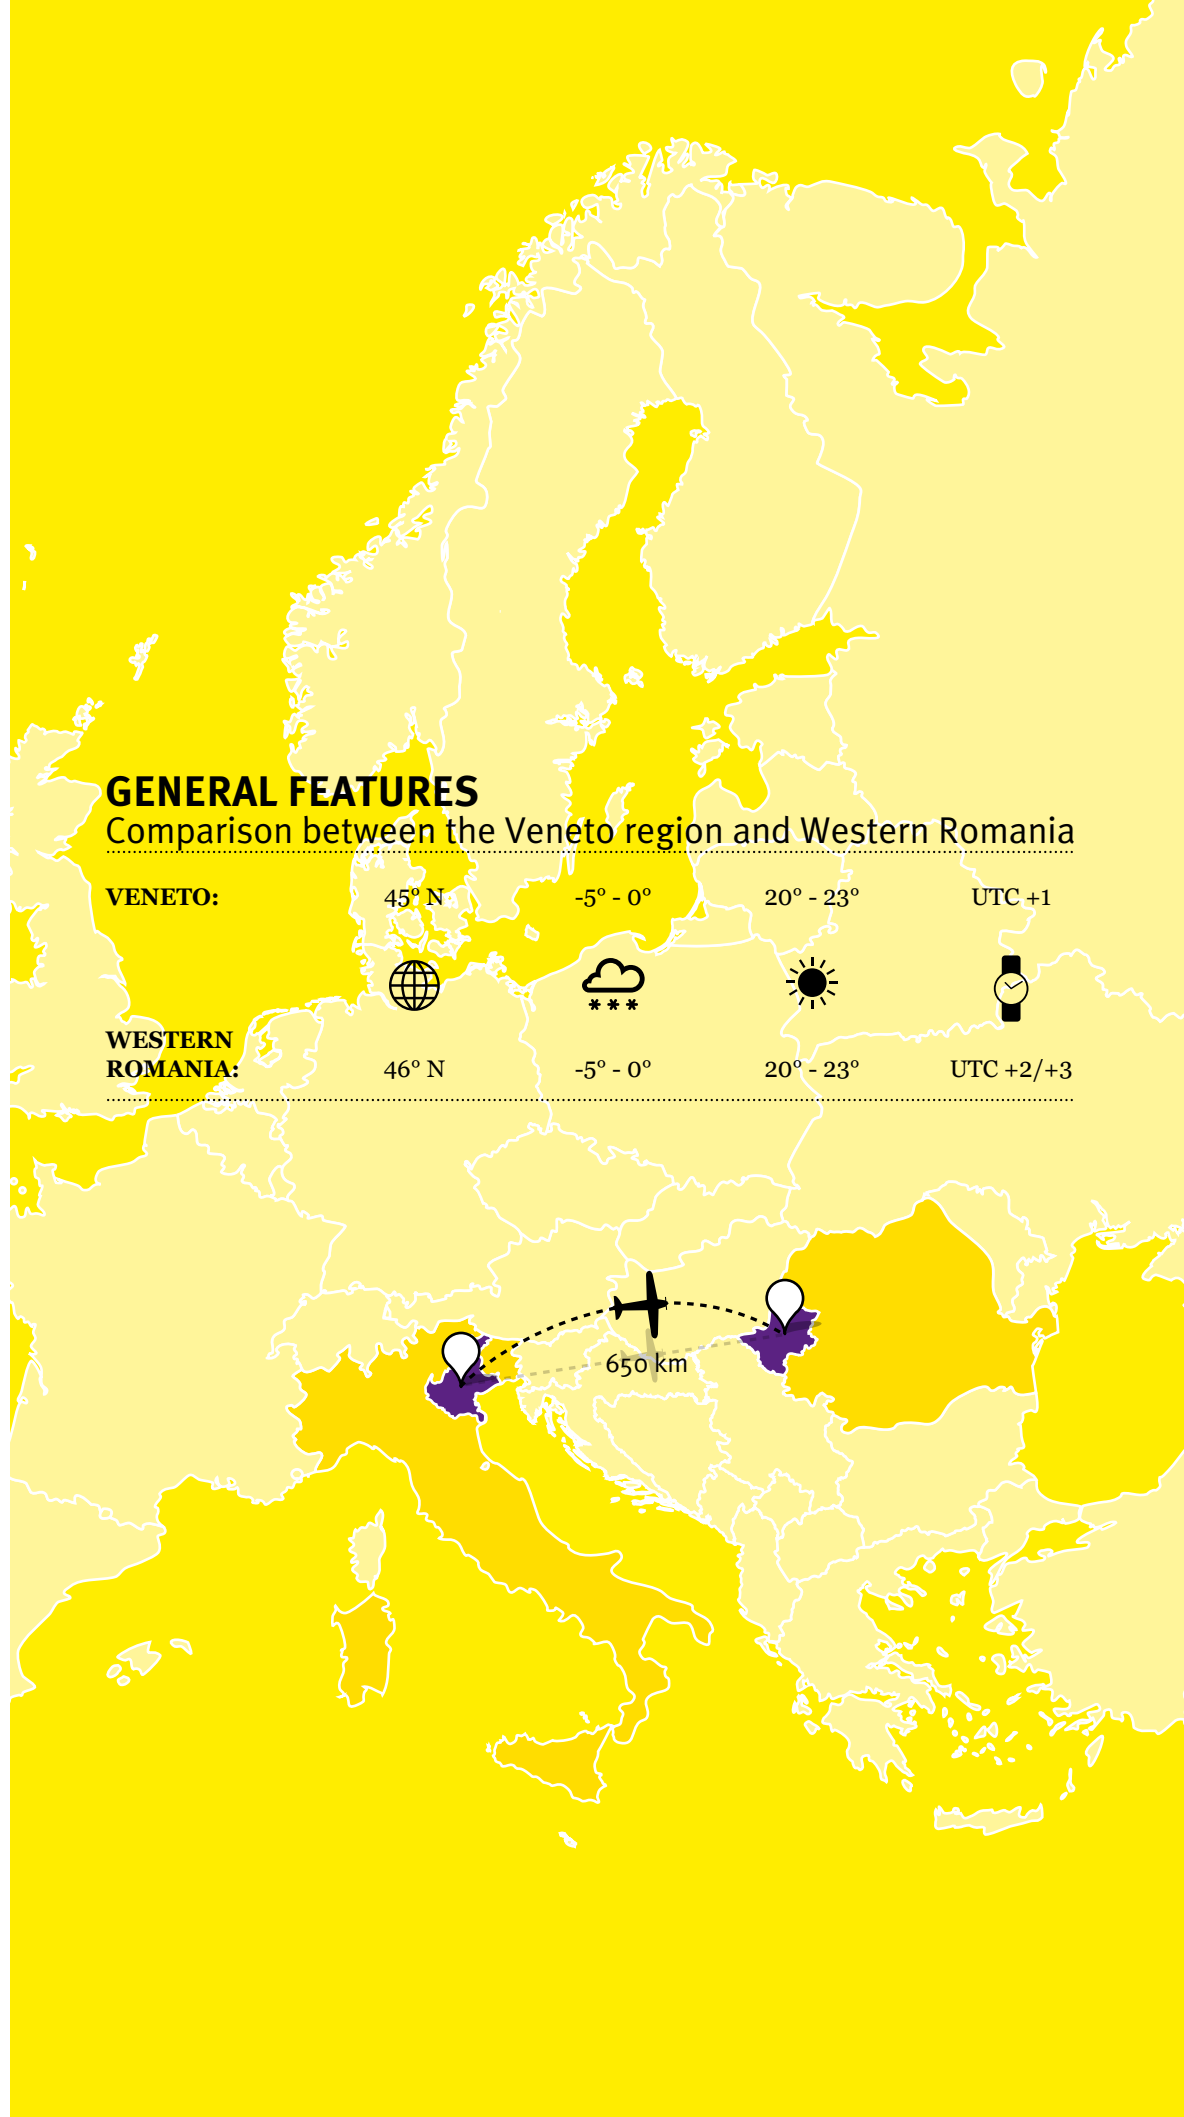 GENERAL FEATURES
Comparison between the Veneto region and Western Romania
VENETO: 45° N -5° - 0° 20° - 23° UTC +1
WESTERN
ROMANIA: 46° N -5° - 0° 20° - 23° UTC +2/+3
650 km